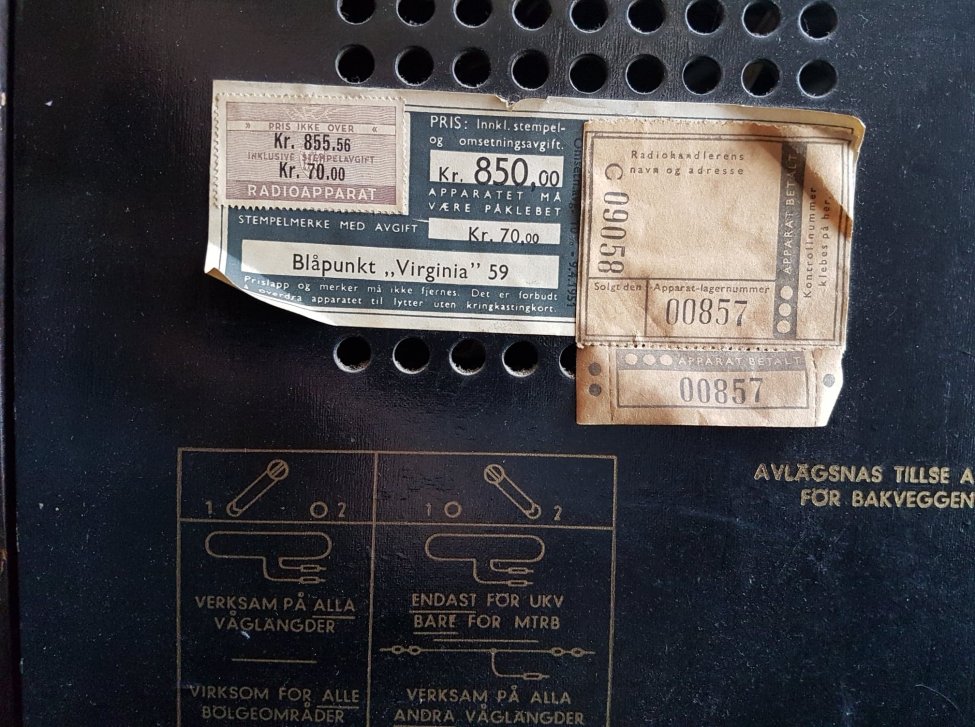 » PRIS IKKE OVER «
Kr. 855.56
INKLUSIVE STEMPELAVGIFT
Kr. 70.00
RADIOAPPARAT
PRIS: Innkl. stempel-
og omsetningsavgift.
Kr. 850,00
APPARATET MÅ
VÆRE PÅKLEBET
STEMPELMERKE MED AVGIFT
Kr. 70,00
Blåpunkt „Virginia” 59
Prislapp og merker må ikke fjernes. Det er forbudt
å overdra apparatet til lytter uten kringkastingkort.
Radiohandlerens
navn og adresse
C 09058
Solgt den
Apparat-lagernummer
00857
APPARAT BETALT
Kontrollnummer
klebes på her.
APPARAT BETALT
00857
AVLÄGSNAS TILLSE A
FÖR BAKVEGGEN
1 2
1 2
VERKSAM PÅ ALLA
VÅGLÄNGDER
VIRKSOM FOR ALLE
BÖLGEOMRÅDER
ENDAST FÖR UKV
BARE FOR MTRB
VERKSAM PÅ ALLA
ANDRA VÅGLÄNGDER